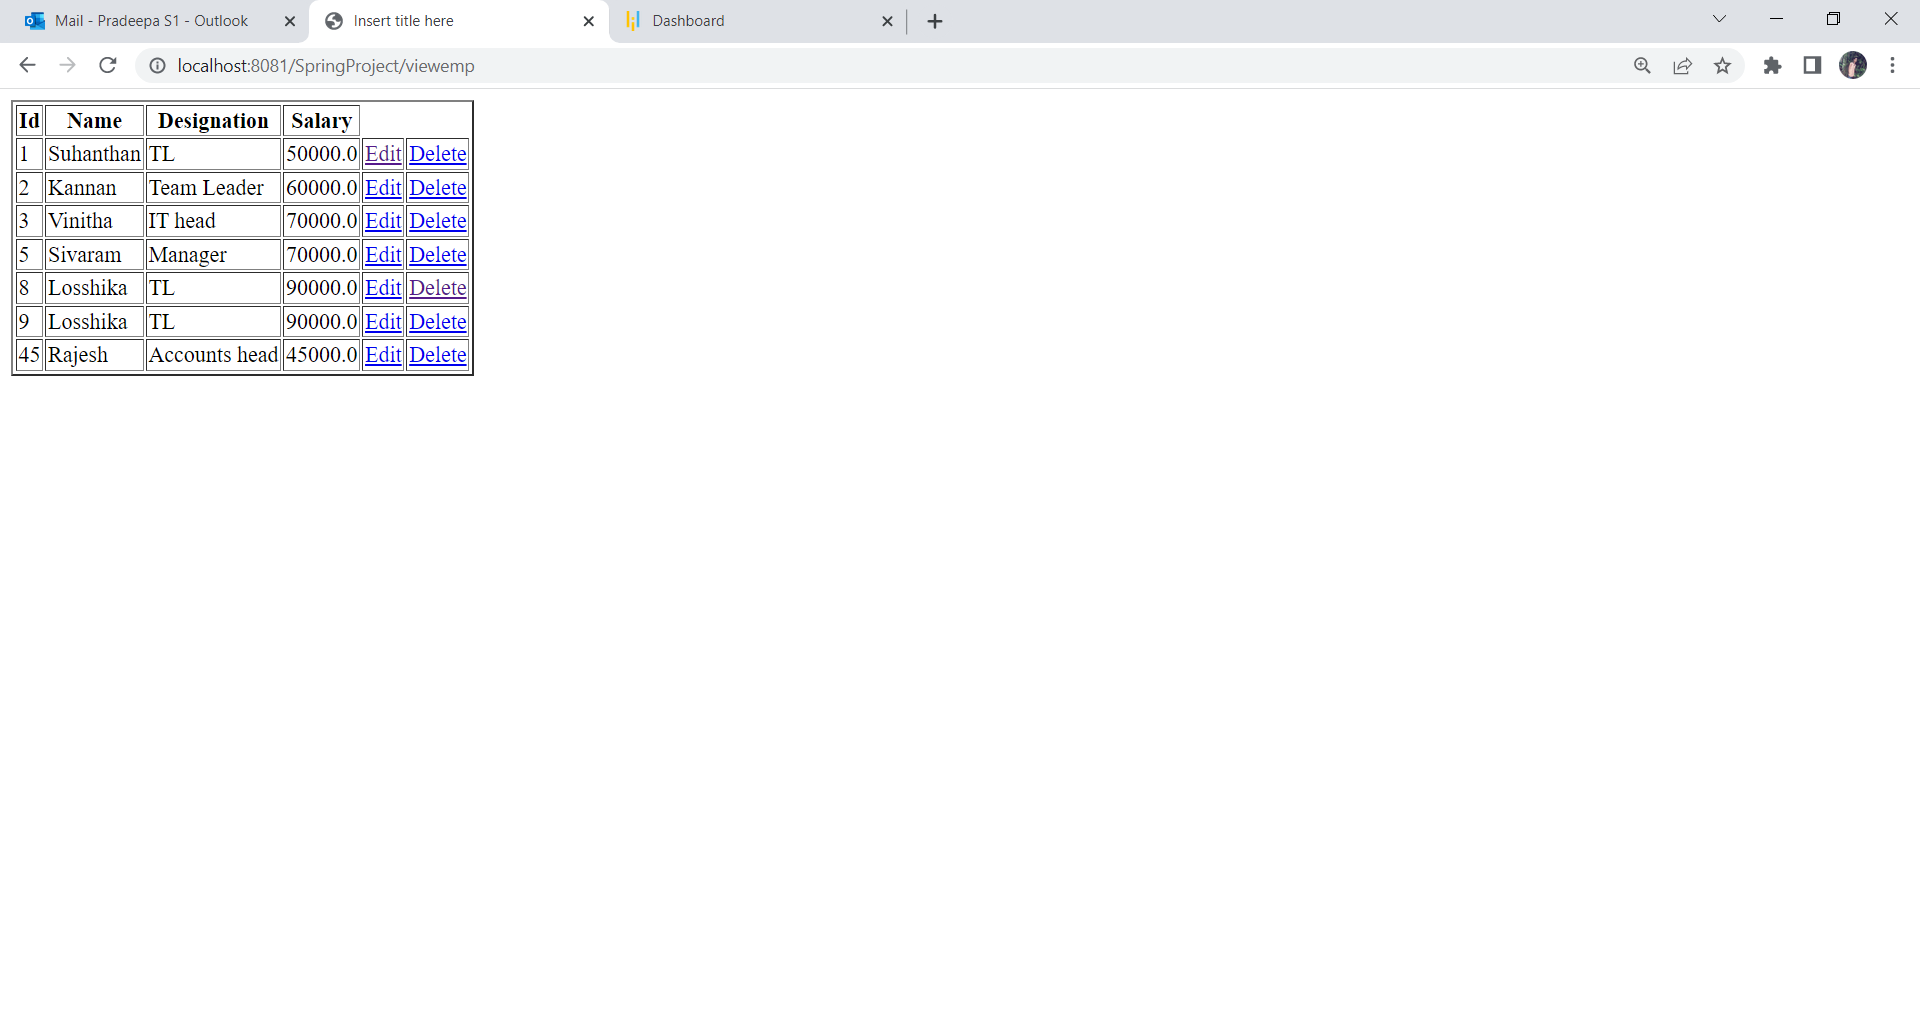 Mail - Pradeepa S1 - Outlook Insert title here Dashboard
localhost:8081/SpringProject/viewemp
Id Name Designation Salary
1 Suhanthan TL 50000.0 Edit Delete
2 Kannan Team Leader 60000.0 Edit Delete
3 Vinitha IT head 70000.0 Edit Delete
5 Sivaram Manager 70000.0 Edit Delete
8 Losshika TL 90000.0 Edit Delete
9 Losshika TL 90000.0 Edit Delete
45 Rajesh Accounts head 45000.0 Edit Delete